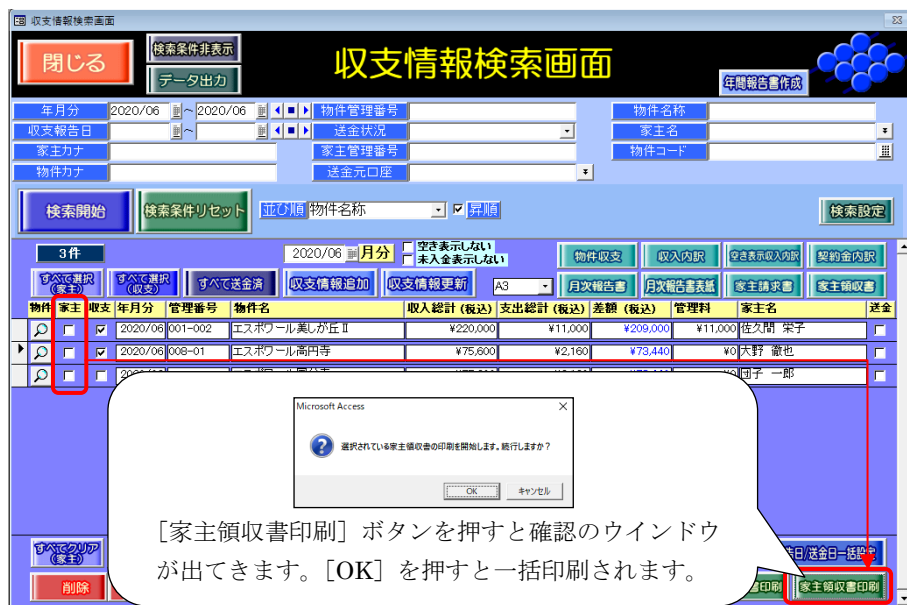 収支情報検索画面
閉じる
検索条件非表示
データ出力
収支情報検索画面
年間報告書作成
年月分 2020/06 ～ 2020/06 物件管理番号 物件名称
収支報告日 ～ 送金状況 家主名
家主カナ 家主管理番号 物件コード
物件カナ 送金元口座
検索開始 検索条件リセット 並び順 物件名称 昇順 検索設定
3件 2020/06 月分 空き表示しない 物件収支 収入内訳 空き表示収入内訳 契約金内訳
未入金表示しない
すべて選択（家主） すべて選択（収支） すべて送金済 収支情報追加 収支情報更新 A3 月次報告書 月次報告書表紙 家主請求書 家主領収書
物件 家主 収支 年月分 管理番号 物件名 収入総計（税込） 支出総計（税込） 差額（税込） 管理料 家主名 送金
2020/06 001-002 エスポワール美しが丘Ⅱ ¥220,000 ¥11,000 ¥209,000 ¥11,000 佐久間 栄子
2020/06 008-01 エスポワール高円寺 ¥75,600 ¥2,160 ¥73,440 ¥0 大野 徹也
団子 一郎
Microsoft Access
選択されている家主領収書の印刷を開始します。続行しますか？
OK キャンセル
［家主領収書印刷］ボタンを押すと確認のウインドウ
が出てきます。［OK］を押すと一括印刷されます。
すべてクリア（家主） /送金日一括設定
削除 書印刷 家主領収書印刷